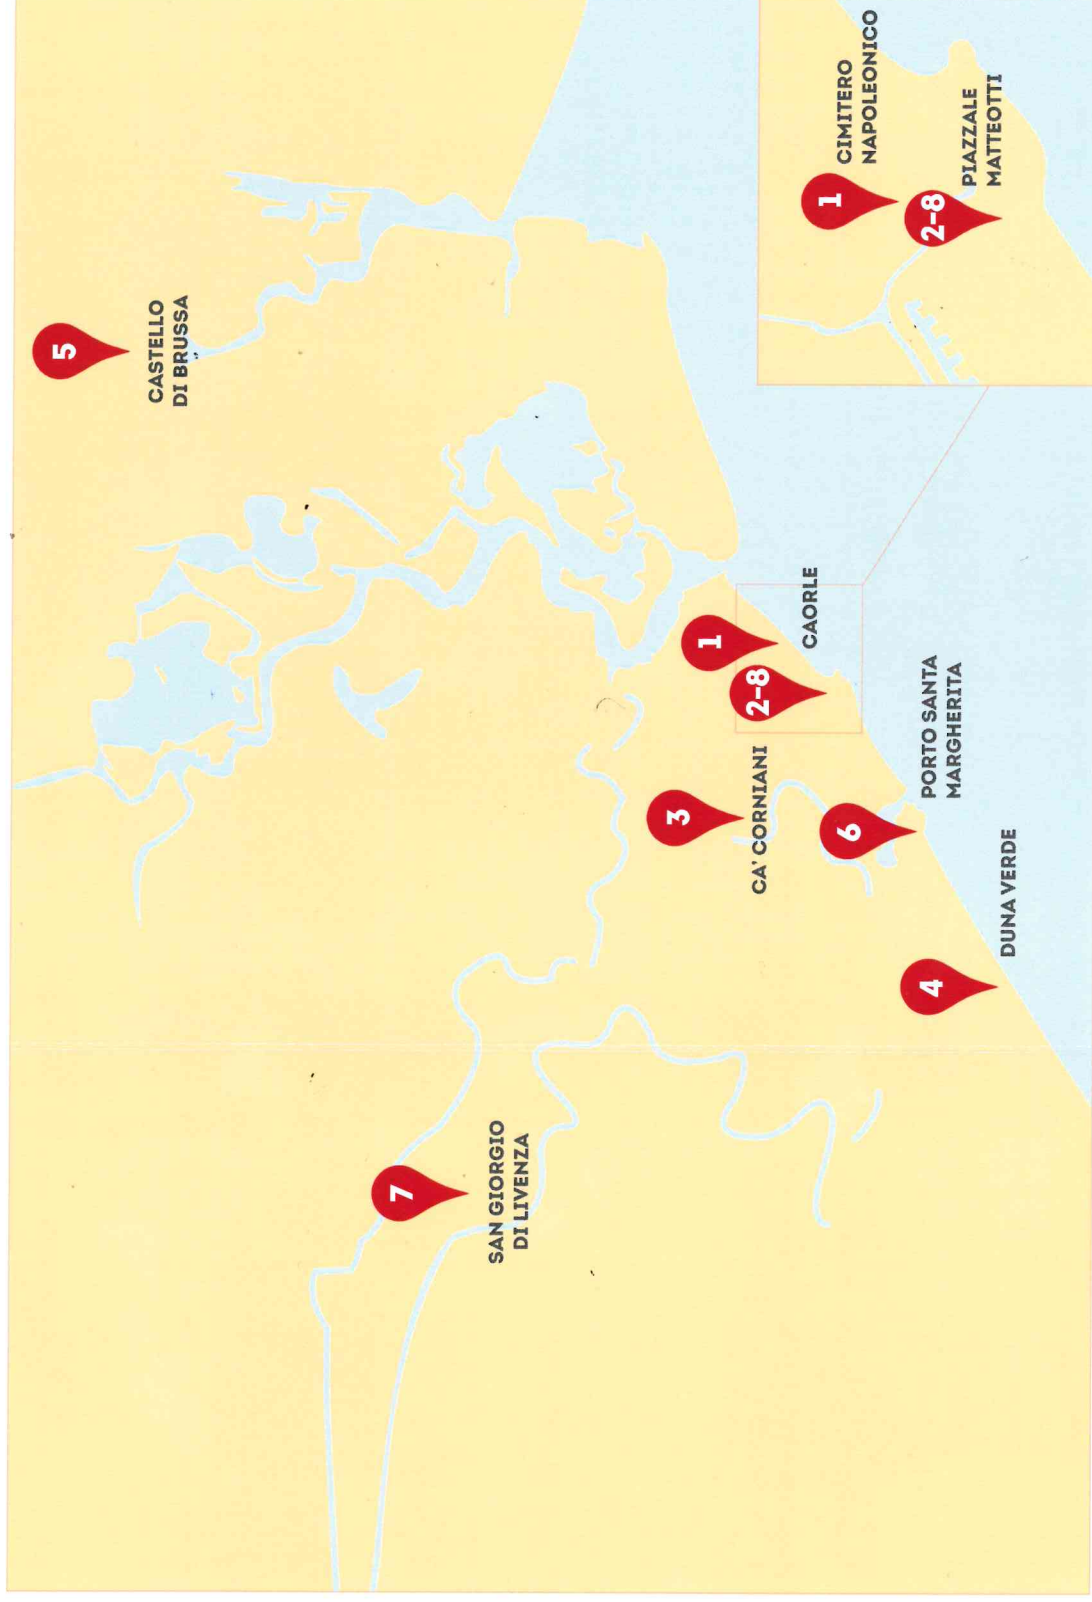 5
CASTELLO
DI BRUSSA
7
SAN GIORGIO
DI LIVENZA
3
CA' CORNIANI
1
2-8
CAORLE
6
PORTO SANTA
MARGHERITA
4
DUNA VERDE
1
CIMITERO
NAPOLEONICO
2-8
PIAZZALE
MATTEOTTI